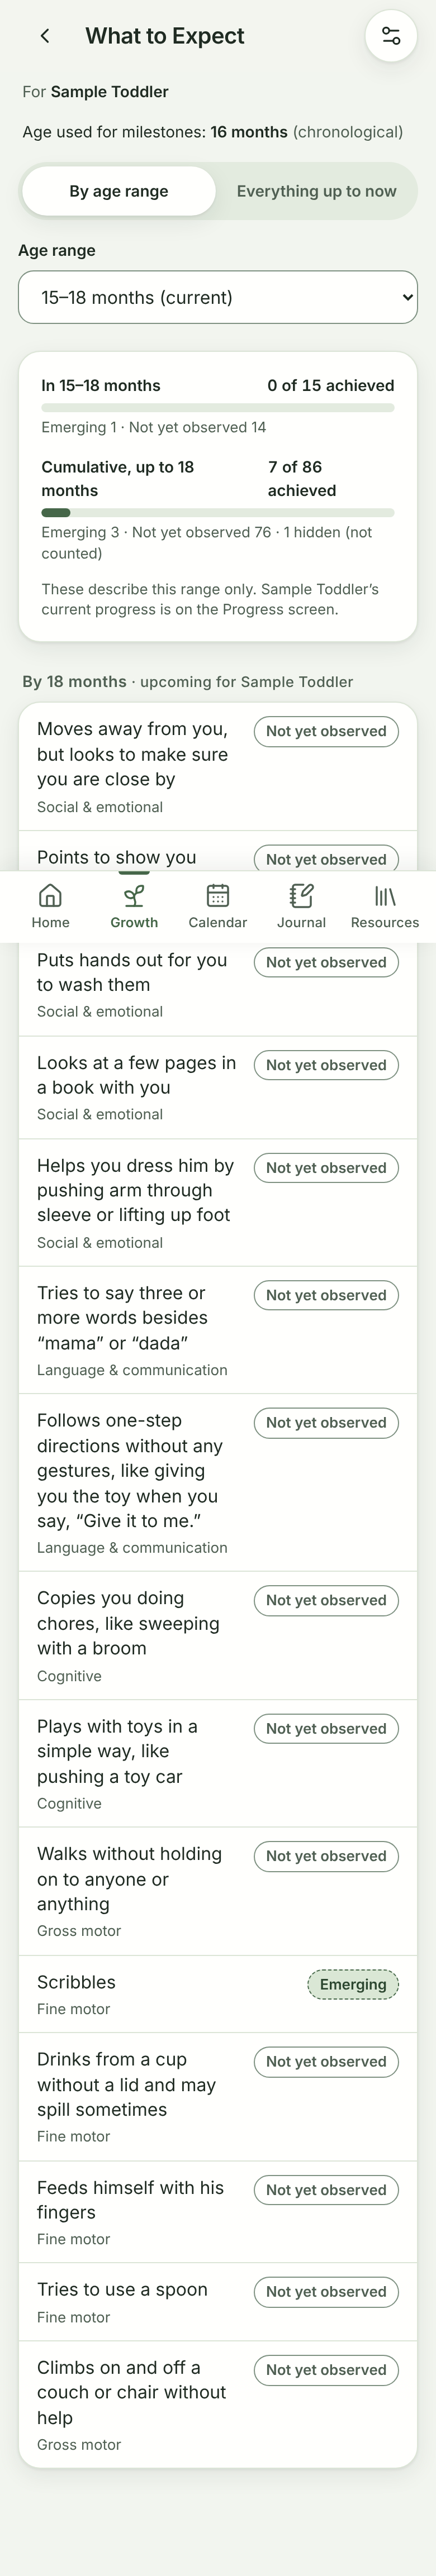 What to Expect
For Sample Toddler
Age used for milestones: 16 months (chronological)
By age range
Everything up to now
Age range
15–18 months (current)
In 15–18 months
0 of 15 achieved
Emerging 1 · Not yet observed 14
Cumulative, up to 18
months
7 of 86
achieved
Emerging 3 · Not yet observed 76 · 1 hidden (not
counted)
These describe this range only. Sample Toddler’s
current progress is on the Progress screen.
By 18 months · upcoming for Sample Toddler
Moves away from you,
but looks to make sure
you are close by
Not yet observed
Social & emotional
Points to show you
Not yet observed
Home
Growth
Calendar
Journal
Resources
Puts hands out for you
to wash them
Not yet observed
Social & emotional
Looks at a few pages in
a book with you
Not yet observed
Social & emotional
Helps you dress him by
pushing arm through
sleeve or lifting up foot
Not yet observed
Social & emotional
Tries to say three or
more words besides
“mama” or “dada”
Not yet observed
Language & communication
Follows one-step
directions without any
gestures, like giving
you the toy when you
say, “Give it to me.”
Not yet observed
Language & communication
Copies you doing
chores, like sweeping
with a broom
Not yet observed
Cognitive
Plays with toys in a
simple way, like
pushing a toy car
Not yet observed
Cognitive
Walks without holding
on to anyone or
anything
Not yet observed
Gross motor
Scribbles
Emerging
Fine motor
Drinks from a cup
without a lid and may
spill sometimes
Not yet observed
Fine motor
Feeds himself with his
fingers
Not yet observed
Fine motor
Tries to use a spoon
Not yet observed
Fine motor
Climbs on and off a
couch or chair without
help
Not yet observed
Gross motor